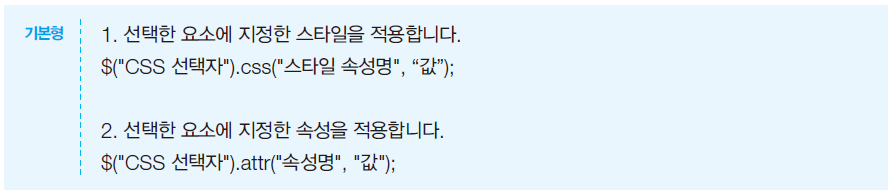 기본형
1. 선택한 요소에 지정한 스타일을 적용합니다.
$("CSS 선택자").css("스타일 속성명", “값”);
2. 선택한 요소에 지정한 속성을 적용합니다.
$("CSS 선택자").attr("속성명", "값");